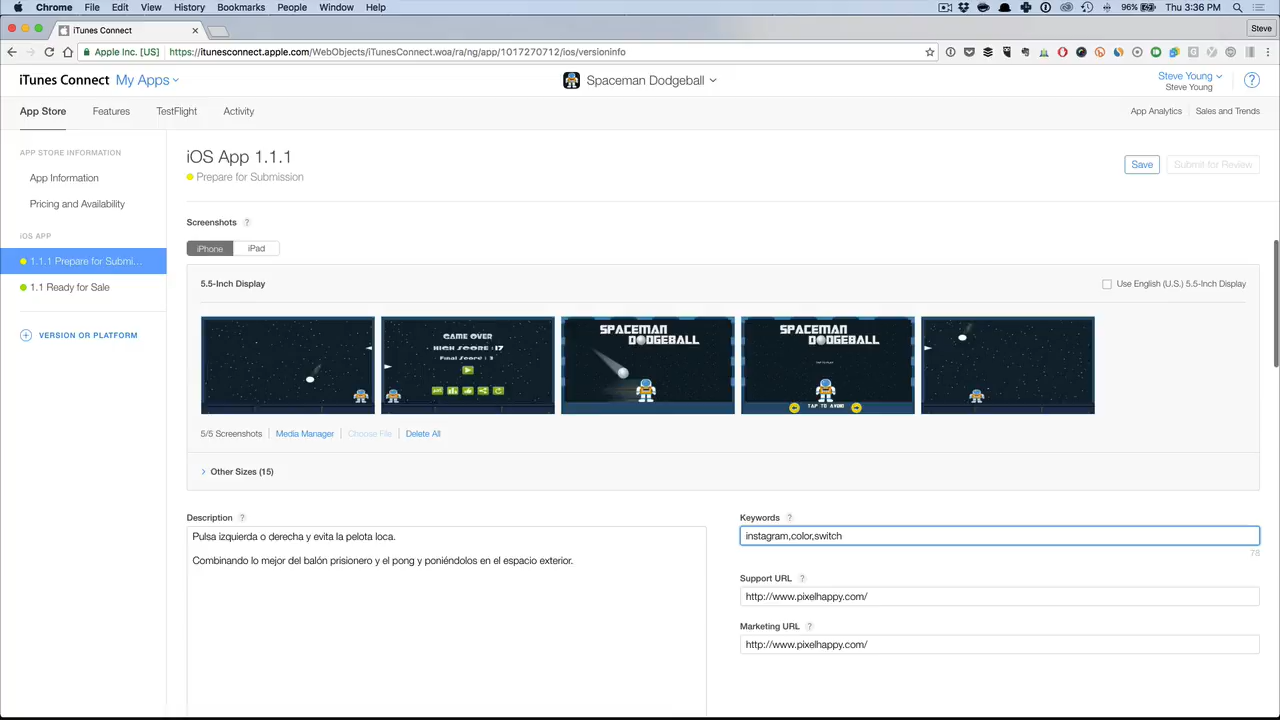 Chrome File Edit View History Bookmarks People Window Help 96% Thu 3:36 PM
iTunes Connect Steve
Apple Inc. [US] https://itunesconnect.apple.com/WebObjects/iTunesConnect.woa/ra/ng/app/1017270712/ios/versioninfo
iTunes Connect My Apps Spaceman Dodgeball Steve Young ?
Steve Young
App Store Features TestFlight Activity App Analytics Sales and Trends
APP STORE INFORMATION
App Information
Pricing and Availability
iOS APP
1.1.1 Prepare for Submi...
1.1 Ready for Sale
VERSION OR PLATFORM
iOS App 1.1.1
Prepare for Submission
Save Submit for Review
Screenshots ?
iPhone iPad
5.5-Inch Display Use English (U.S.) 5.5-Inch Display
GAME OVER
HIGH SCORE :17
Final Score : 3
SPACEMAN
DODGEBALL
SPACEMAN
DODGEBALL
TAP TO PLAY
TAP TO AVOID
5/5 Screenshots Media Manager Choose File Delete All
Other Sizes (15)
Description ?
Pulsa izquierda o derecha y evita la pelota loca.
Combinando lo mejor del balón prisionero y el pong y poniéndolos en el espacio exterior.
Keywords ?
instagram,color,switch
78
Support URL ?
http://www.pixelhappy.com/
Marketing URL ?
http://www.pixelhappy.com/